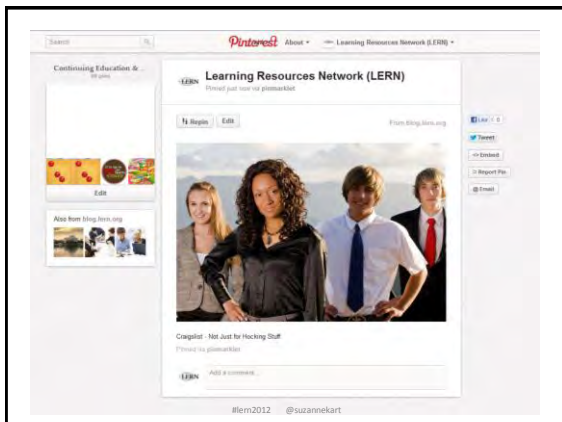 Search
Pinterest
About
Learning Resources Network (LERN)
Continuing Education & ...
pins
Edit
Also from blog.lern.org
LERN
Learning Resources Network (LERN)
Pinned just now via pinmarklet
Repin
Edit
From blog.lern.org
Like 0
Tweet
<> Embed
Report Pin
@ Email
Craigslist - Not Just for Hocking Stuff
Pinned via pinmarklet
LERN
Add a comment...
#lern2012 @suzannekart